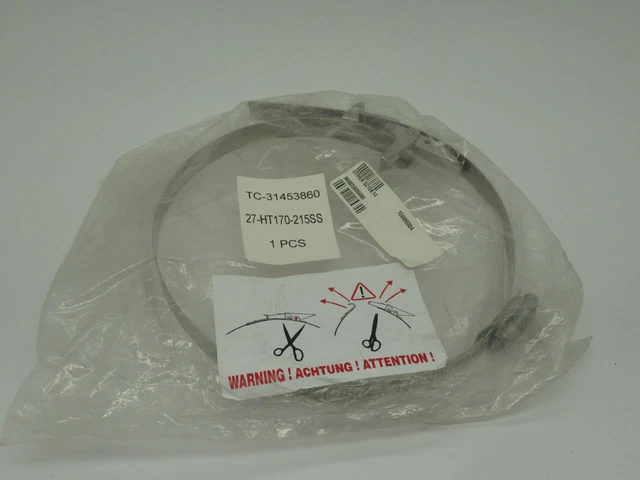 TC-31453860
27-HT170-215SS
1 PCS
WARNING ! ACHTUNG ! ATTENTION !